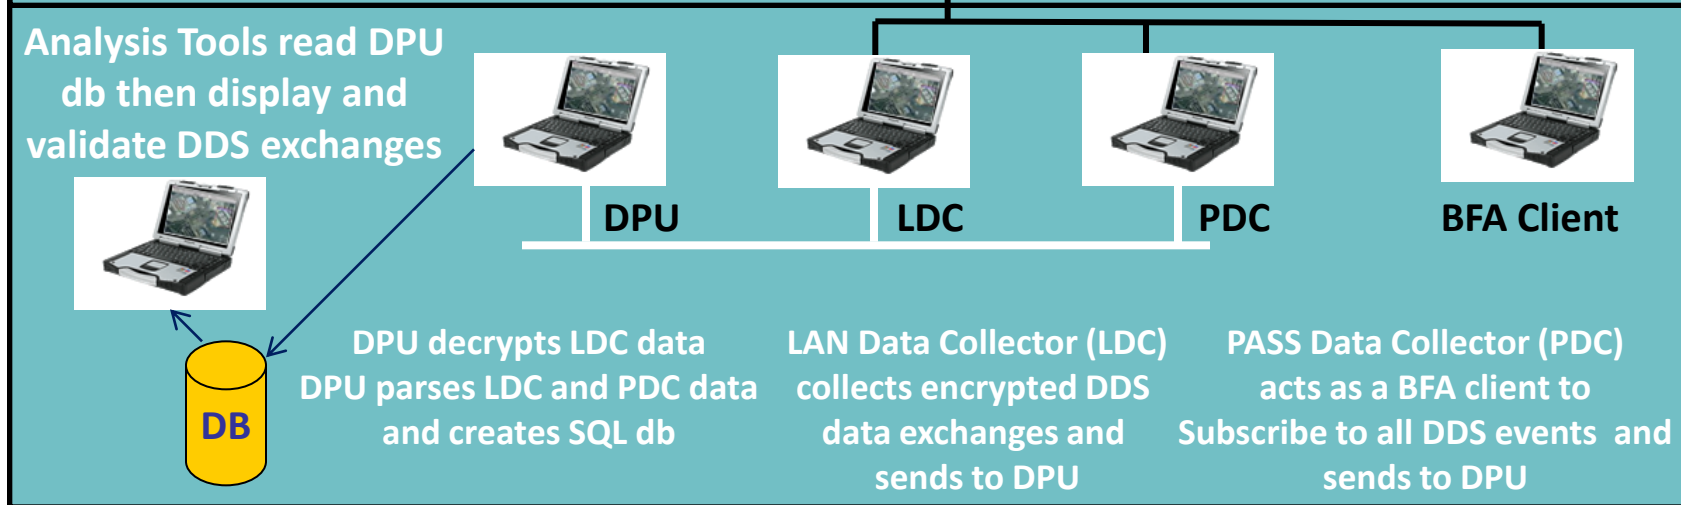 Analysis Tools read DPU
db then display and
validate DDS exchanges
DPU
LDC
PDC
BFA Client
DB
DPU decrypts LDC data
DPU parses LDC and PDC data
and creates SQL db
LAN Data Collector (LDC)
collects encrypted DDS
data exchanges and
sends to DPU
PASS Data Collector (PDC)
acts as a BFA client to
Subscribe to all DDS events  and
sends to DPU